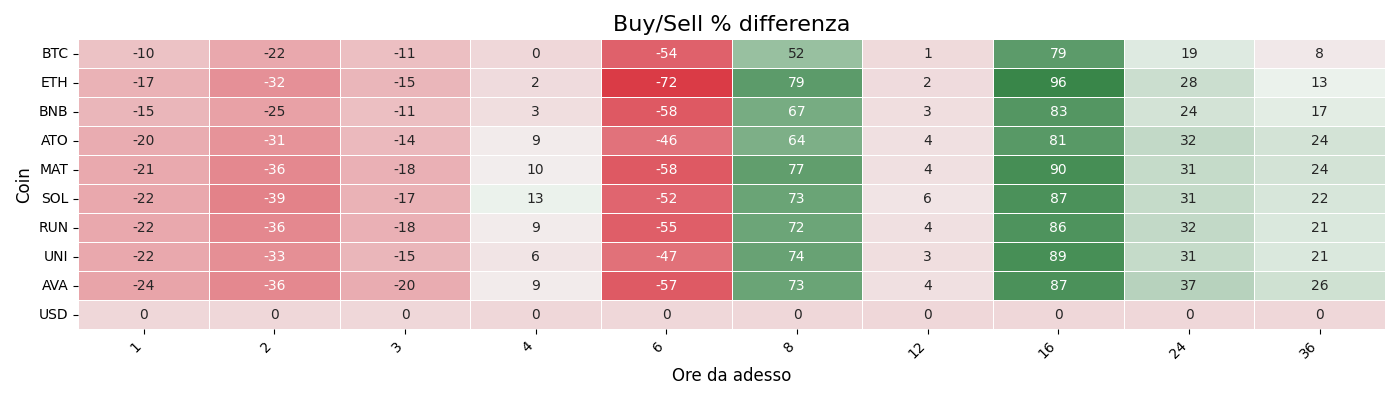 Buy/Sell % differenza
Coin
BTC -10 -22 -11 0 -54 52 1 79 19 8
ETH -17 -32 -15 2 -72 79 2 96 28 13
BNB -15 -25 -11 3 -58 67 3 83 24 17
ATO -20 -31 -14 9 -46 64 4 81 32 24
MAT -21 -36 -18 10 -58 77 4 90 31 24
SOL -22 -39 -17 13 -52 73 6 87 31 22
RUN -22 -36 -18 9 -55 72 4 86 32 21
UNI -22 -33 -15 6 -47 74 3 89 31 21
AVA -24 -36 -20 9 -57 73 4 87 37 26
USD 0 0 0 0 0 0 0 0 0 0
1 2 3 4 6 8 12 16 24 36
Ore da adesso